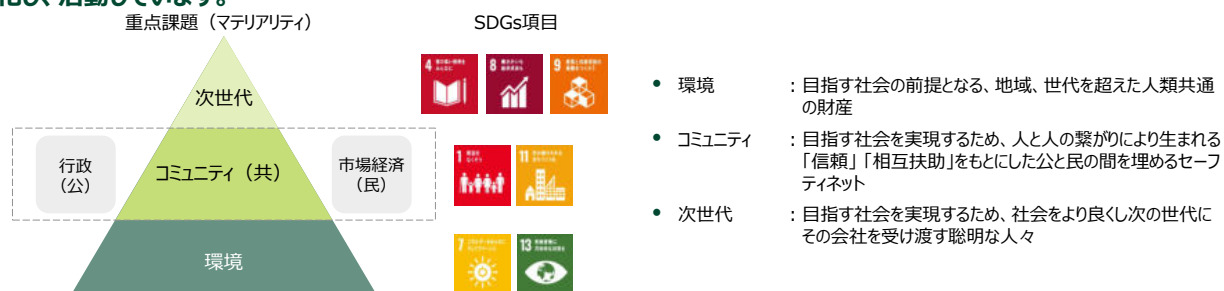 化し、活動しています。
重点課題（マテリアリティ）
SDGs項目
次世代
行政
（公）
コミュニティ（共）
市場経済
（民）
環境
4
8
9
1
11
7
13
• 環境 ：目指す社会の前提となる、地域、世代を超えた人類共通
の財産
• コミュニティ ：目指す社会を実現するため、人と人の繋がりにより生まれる
「信頼」「相互扶助」をもとにした公と民の間を埋めるセーフ
ティネット
• 次世代 ：目指す社会を実現するため、社会をより良くし次の世代に
その会社を受け渡す聡明な人々